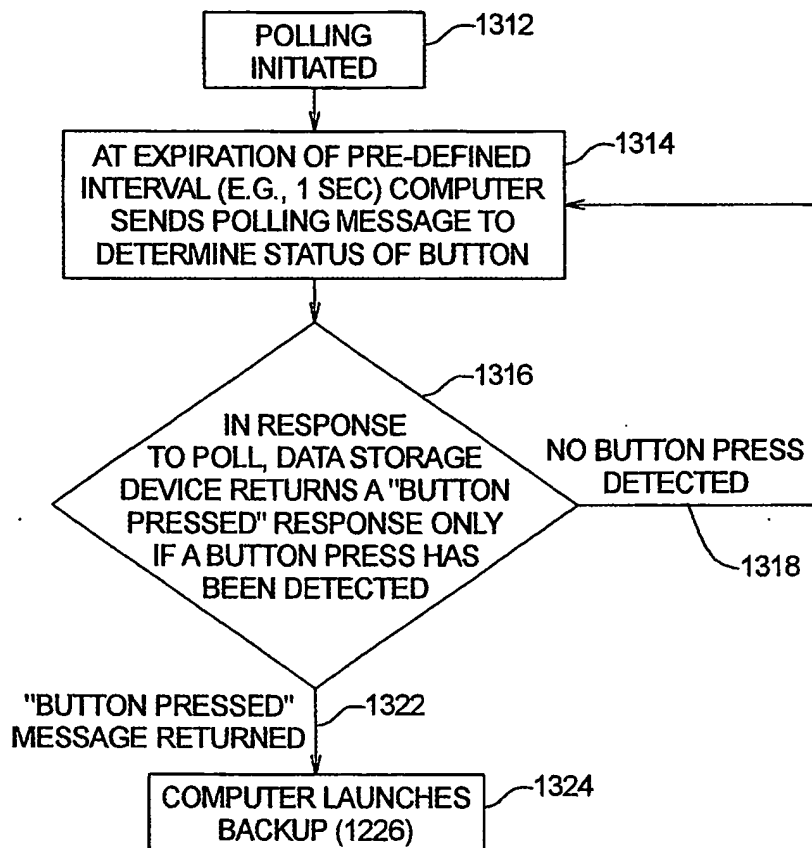 POLLING
INITIATED
1312
AT EXPIRATION OF PRE-DEFINED
INTERVAL (E.G., 1 SEC) COMPUTER
SENDS POLLING MESSAGE TO
DETERMINE STATUS OF BUTTON
1314
1316
IN RESPONSE
TO POLL, DATA STORAGE
DEVICE RETURNS A "BUTTON
PRESSED" RESPONSE ONLY
IF A BUTTON PRESS HAS
BEEN DETECTED
NO BUTTON PRESS
DETECTED
1318
"BUTTON PRESSED"
MESSAGE RETURNED
1322
COMPUTER LAUNCHES
BACKUP (1226)
1324